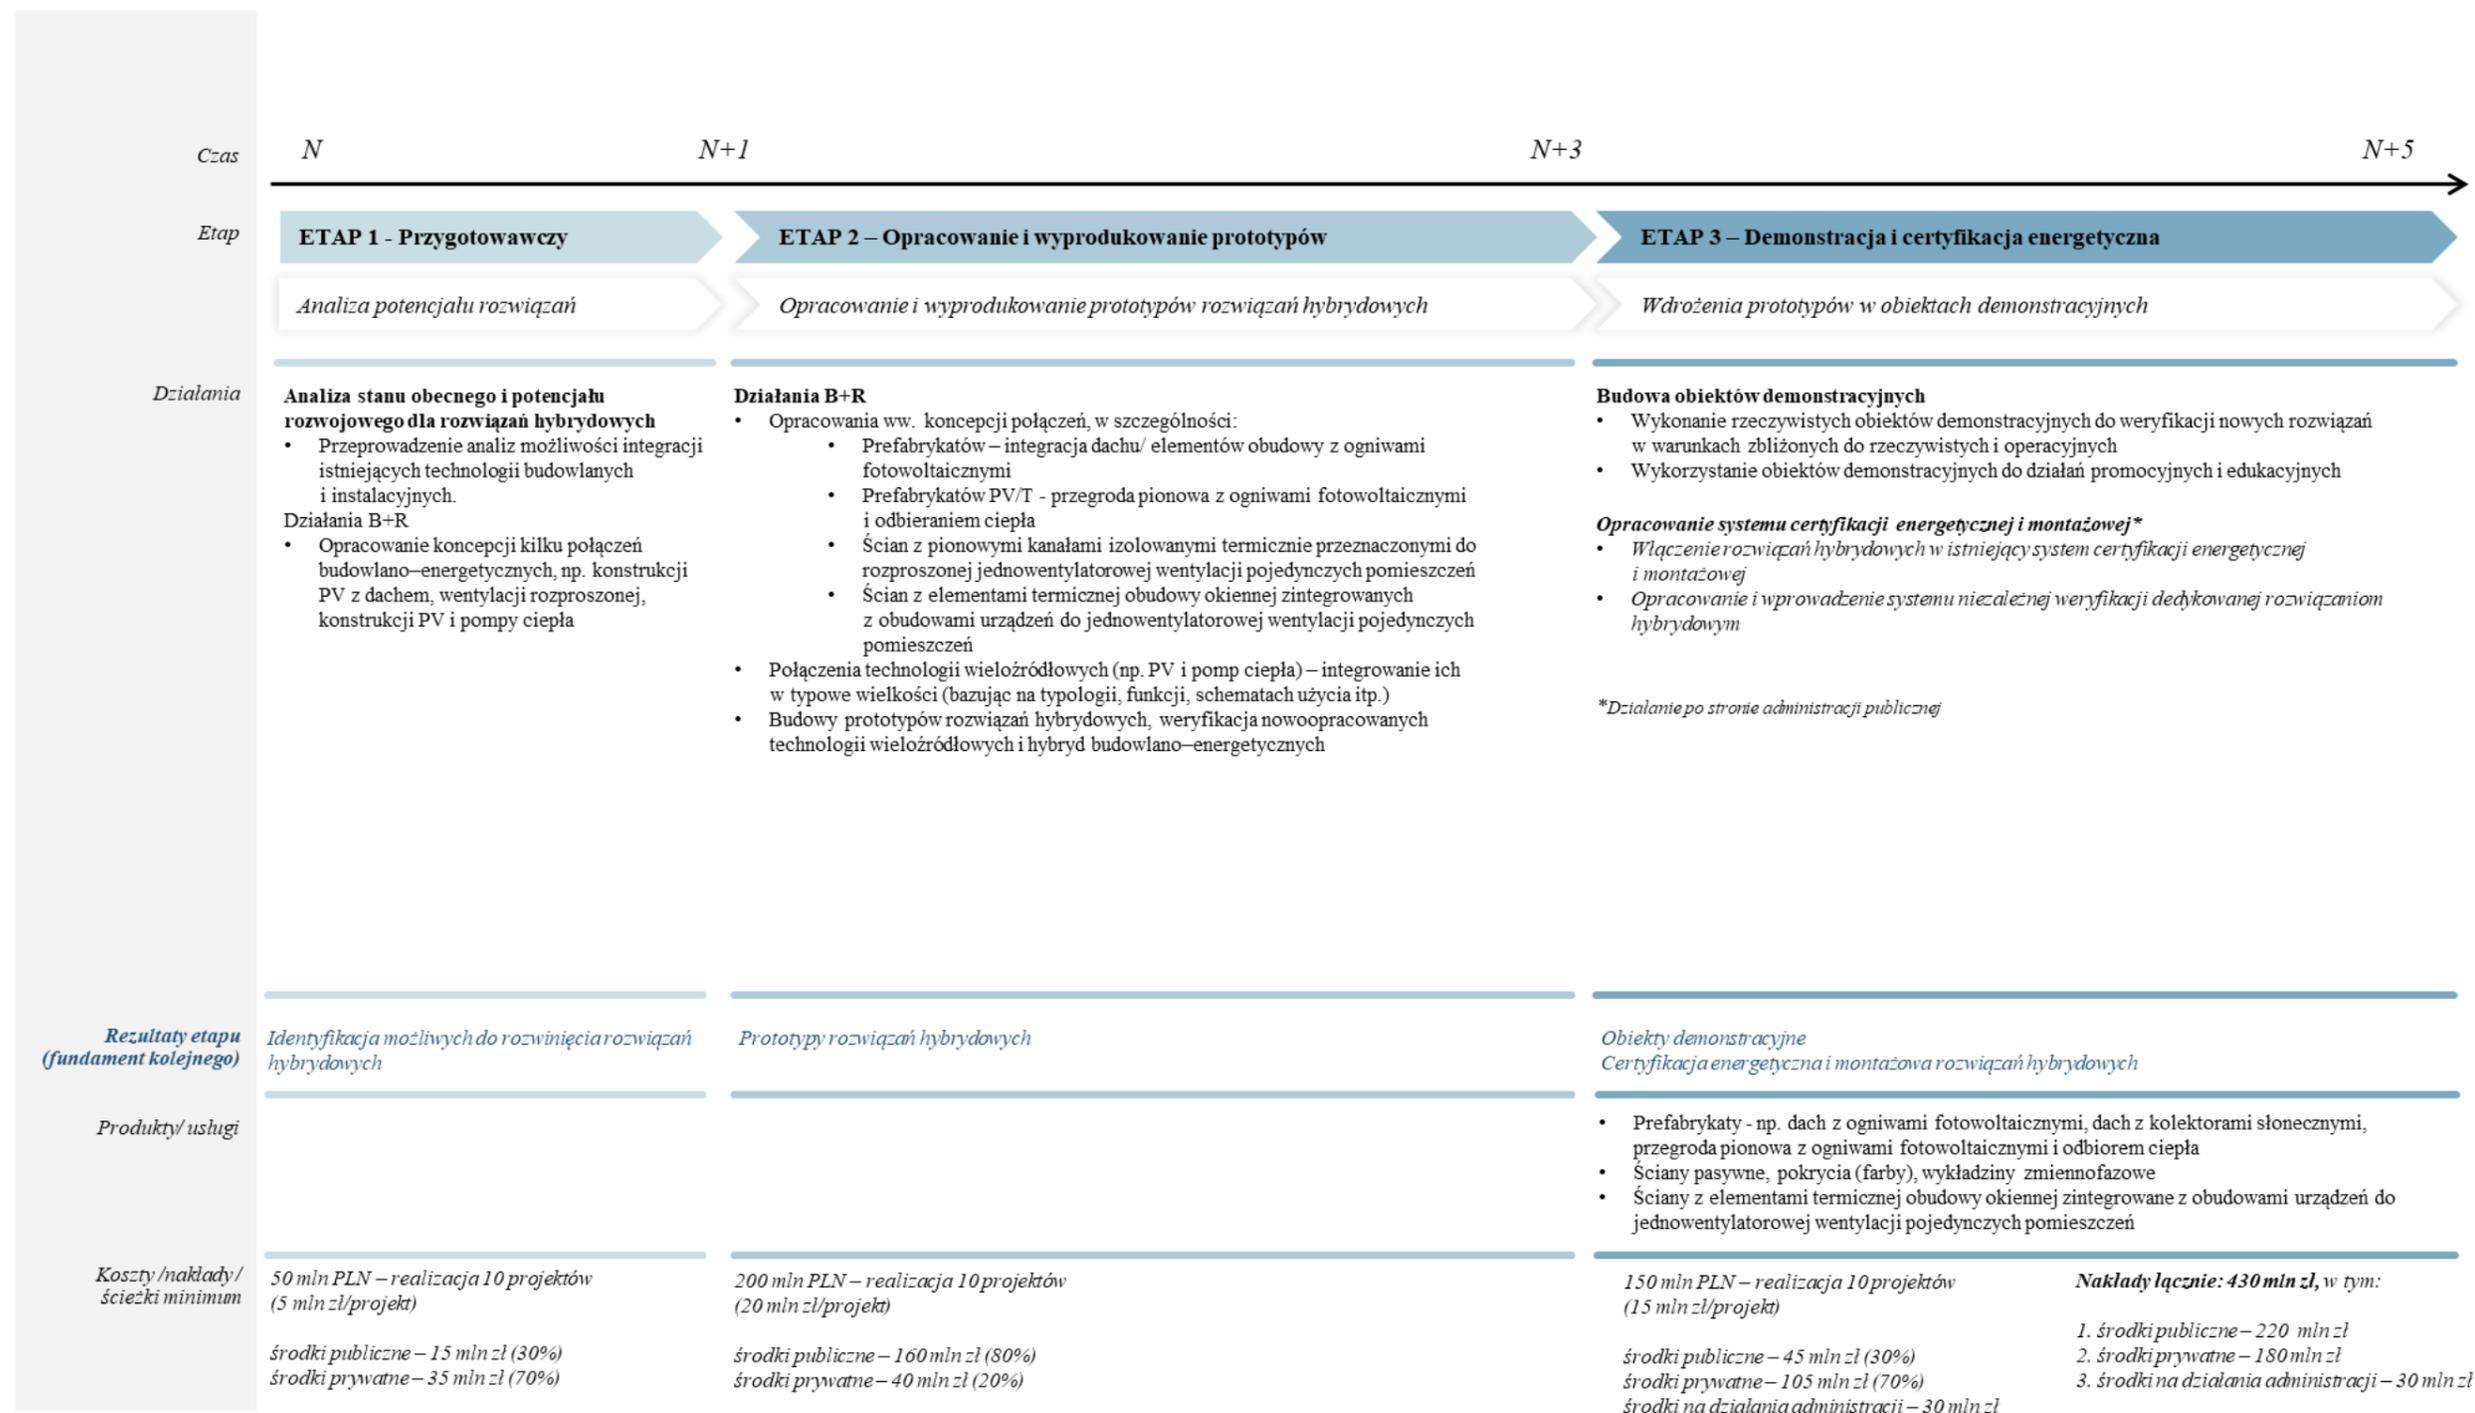 Czas
N
N+1
N+3
N+5
Etap
ETAP 1 - Przygotowawczy
ETAP 2 – Opracowanie i wyprodukowanie prototypów
ETAP 3 – Demonstracja i certyfikacja energetyczna
Analiza potencjału rozwiązań
Opracowanie i wyprodukowanie prototypów rozwiązań hybrydowych
Wdrożenia prototypów w obiektach demonstracyjnych
Działania
Analiza stanu obecnego i potencjału
rozwojowego dla rozwiązań hybrydowych
• Przeprowadzenie analiz możliwości integracji
istniejących technologii budowlanych
i instalacyjnych.
Działania B+R
• Opracowanie koncepcji kilku połączeń
budowlano–energetycznych, np. konstrukcji
PV z dachem, wentylacji rozproszonej,
konstrukcji PV i pompy ciepła
Działania B+R
• Opracowania ww. koncepcji połączeń, w szczególności:
• Prefabrykatów – integracja dachu/ elementów obudowy z ogniwami
fotowoltaicznymi
• Prefabrykatów PV/T - przegroda pionowa z ogniwami fotowoltaicznymi
i odbieraniem ciepła
• Ścian z pionowymi kanałami izolowanymi termicznie przeznaczonymi do
rozproszonej jednowentylatorowej wentylacji pojedynczych pomieszczeń
• Ścian z elementami termicznej obudowy okiennej zintegrowanych
z obudowami urządzeń do jednowentylatorowej wentylacji pojedynczych
pomieszczeń
• Połączenia technologii wieloźródłowych (np. PV i pomp ciepła) – integrowanie ich
w typowe wielkości (bazując na typologii, funkcji, schematach użycia itp.)
• Budowy prototypów rozwiązań hybrydowych, weryfikacja nowoopracowanych
technologii wieloźródłowych i hybryd budowlano–energetycznych
Budowa obiektów demonstracyjnych
• Wykonanie rzeczywistych obiektów demonstracyjnych do weryfikacji nowych rozwiązań
w warunkach zbliżonych do rzeczywistych i operacyjnych
• Wykorzystanie obiektów demonstracyjnych do działań promocyjnych i edukacyjnych
Opracowanie systemu certyfikacji energetycznej i montażowej*
• Włączenie rozwiązań hybrydowych w istniejący system certyfikacji energetycznej
i montażowej
• Opracowanie i wprowadzenie systemu niezależnej weryfikacji dedykowanej rozwiązaniom
hybrydowym
*Działanie po stronie administracji publicznej
Rezultaty etapu
(fundament kolejnego)
Identyfikacja możliwych do rozwinięcia rozwiązań
hybrydowych
Prototypy rozwiązań hybrydowych
Obiekty demonstracyjne
Certyfikacja energetyczna i montażowa rozwiązań hybrydowych
Produkty/ usługi
• Prefabrykaty - np. dach z ogniwami fotowoltaicznymi, dach z kolektorami słonecznymi,
przegroda pionowa z ogniwami fotowoltaicznymi i odbiorem ciepła
• Ściany pasywne, pokrycia (farby), wykładziny zmiennofazowe
• Ściany z elementami termicznej obudowy okiennej zintegrowane z obudowami urządzeń do
jednowentylatorowej wentylacji pojedynczych pomieszczeń
Koszty /nakłady/
ścieżki minimum
50 mln PLN – realizacja 10 projektów
(5 mln zł/projekt)
środki publiczne – 15 mln zł (30%)
środki prywatne – 35 mln zł (70%)
200 mln PLN – realizacja 10 projektów
(20 mln zł/projekt)
środki publiczne – 160 mln zł (80%)
środki prywatne – 40 mln zł (20%)
150 mln PLN – realizacja 10 projektów
(15 mln zł/projekt)
środki publiczne – 45 mln zł (30%)
środki prywatne – 105 mln zł (70%)
środki na działania administracji – 30 mln zł
Nakłady łącznie: 430 mln zł, w tym:
1. środki publiczne – 220 mln zł
2. środki prywatne – 180 mln zł
3. środki na działania administracji – 30 mln zł